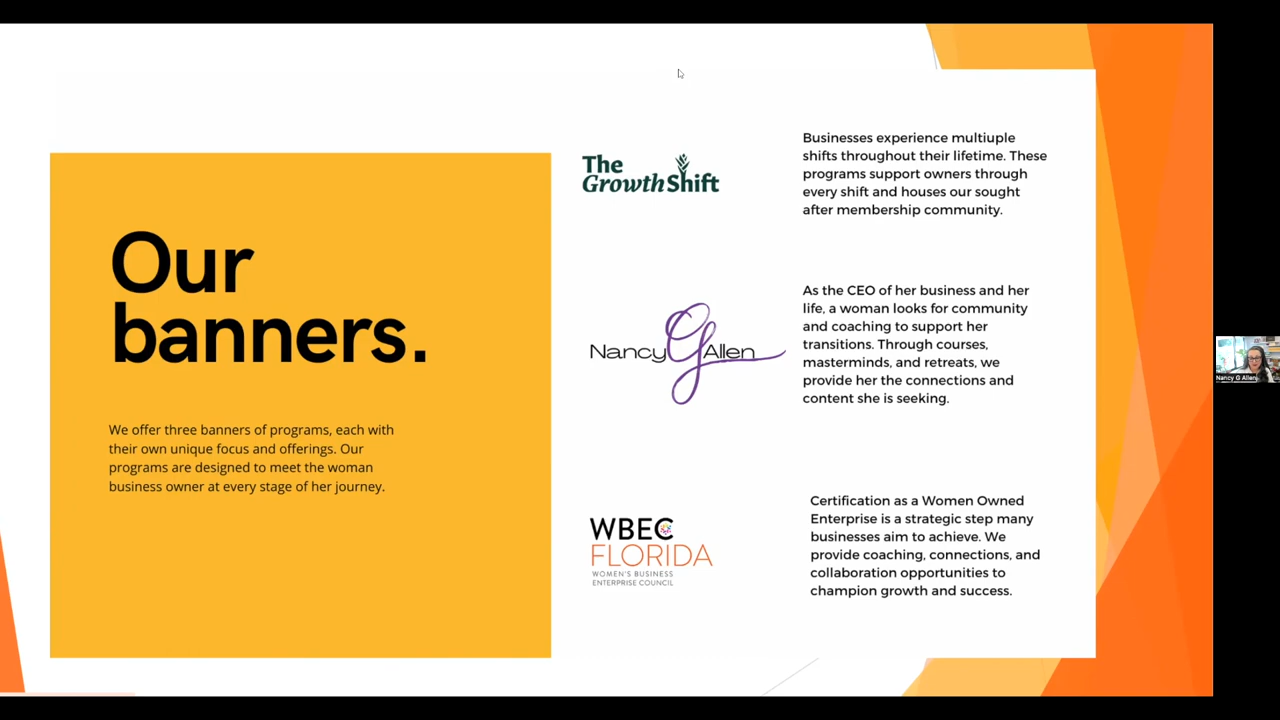 Our
banners.
We offer three banners of programs, each with
their own unique focus and offerings. Our
programs are designed to meet the woman
business owner at every stage of her journey.
The
Growth Shift
Businesses experience multiuple
shifts throughout their lifetime. These
programs support owners through
every shift and houses our sought
after membership community.
Nancy G Allen
As the CEO of her business and her
life, a woman looks for community
and coaching to support her
transitions. Through courses,
masterminds, and retreats, we
provide her the connections and
content she is seeking.
WBEC
FLORIDA
WOMEN'S BUSINESS
ENTERPRISE COUNCIL
Certification as a Women Owned
Enterprise is a strategic step many
businesses aim to achieve. We
provide coaching, connections, and
collaboration opportunities to
champion growth and success.
Nancy G Allen